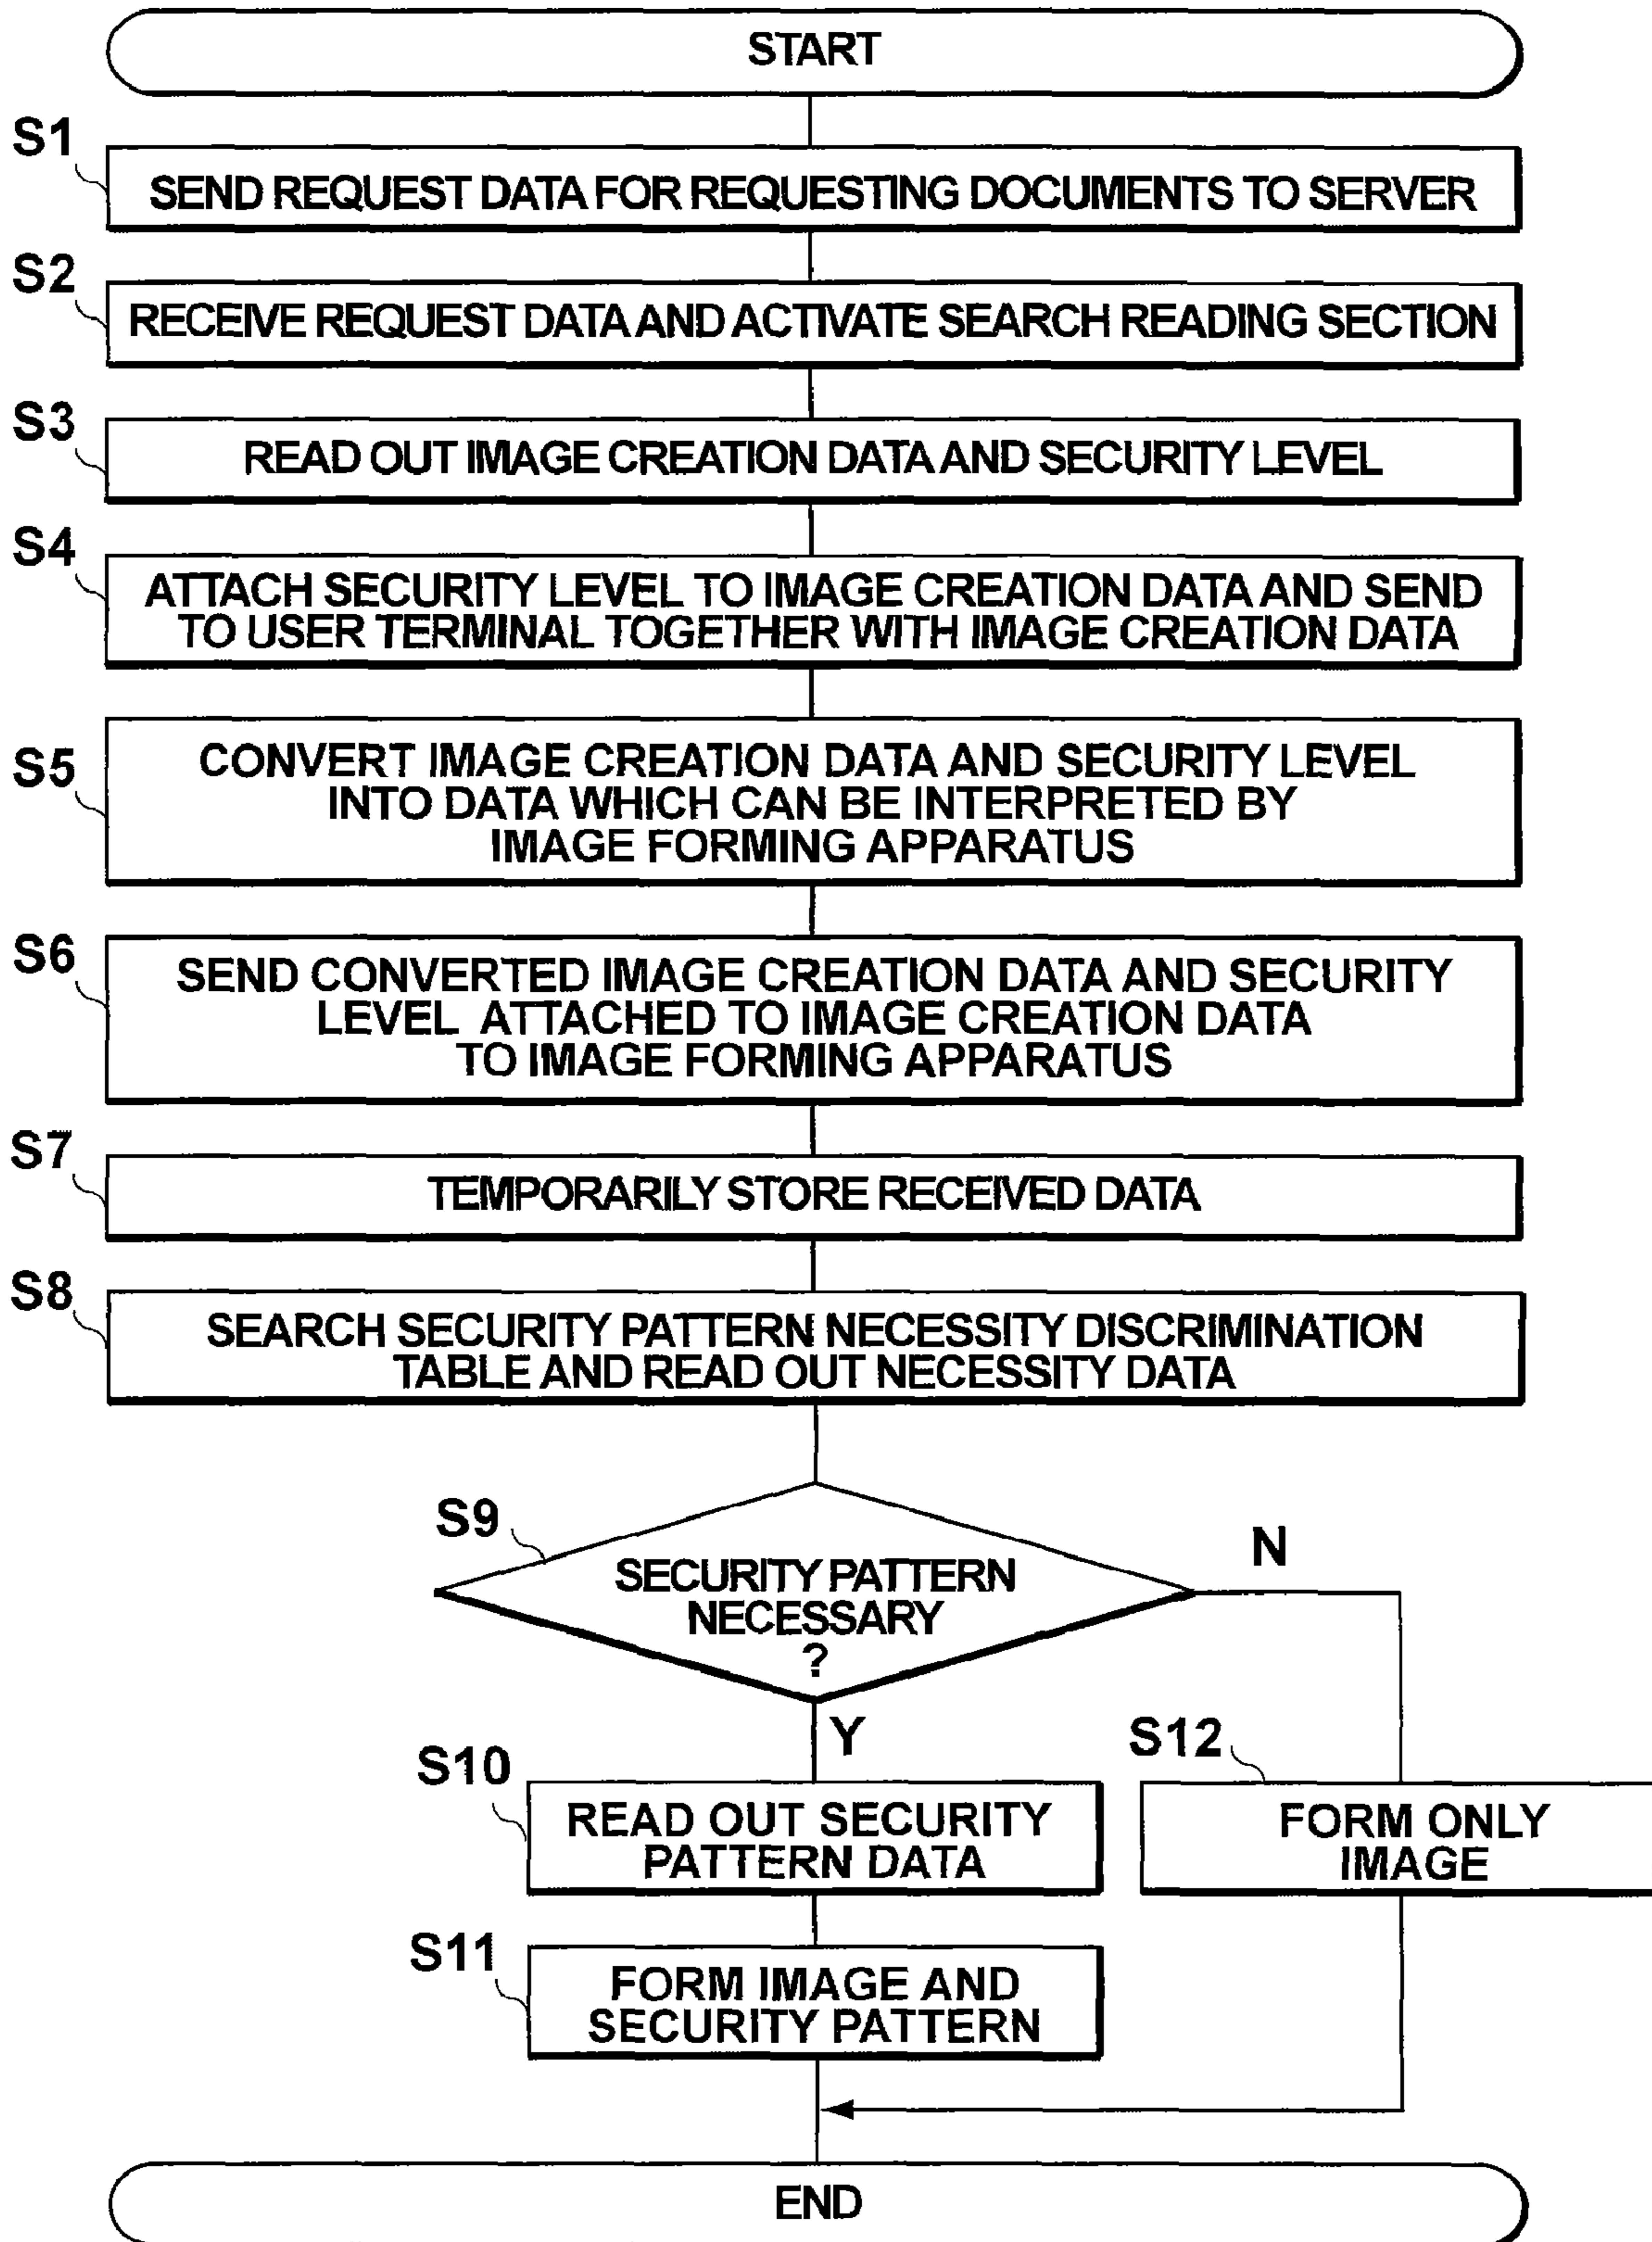 START
S1
SEND REQUEST DATA FOR REQUESTING DOCUMENTS TO SERVER
S2
RECEIVE REQUEST DATA AND ACTIVATE SEARCH READING SECTION
S3
READ OUT IMAGE CREATION DATA AND SECURITY LEVEL
S4
ATTACH SECURITY LEVEL TO IMAGE CREATION DATA AND SEND
TO USER TERMINAL TOGETHER WITH IMAGE CREATION DATA
S5
CONVERT IMAGE CREATION DATA AND SECURITY LEVEL
INTO DATA WHICH CAN BE INTERPRETED BY
IMAGE FORMING APPARATUS
S6
SEND CONVERTED IMAGE CREATION DATA AND SECURITY
LEVEL ATTACHED TO IMAGE CREATION DATA
TO IMAGE FORMING APPARATUS
S7
TEMPORARILY STORE RECEIVED DATA
S8
SEARCH SECURITY PATTERN NECESSITY DISCRIMINATION
TABLE AND READ OUT NECESSITY DATA
S9
SECURITY PATTERN
NECESSARY
?
N
Y
S10
READ OUT SECURITY
PATTERN DATA
S12
FORM ONLY
IMAGE
S11
FORM IMAGE AND
SECURITY PATTERN
END